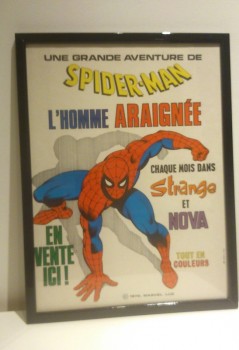 UNE GRANDE AVENTURE DE
SPIDER-MAN
L'HOMME ARAIGNÉE
CHAQUE MOIS DANS
Strange
ET
NOVA
EN
VENTE
ICI!
TOUT EN
COULEURS